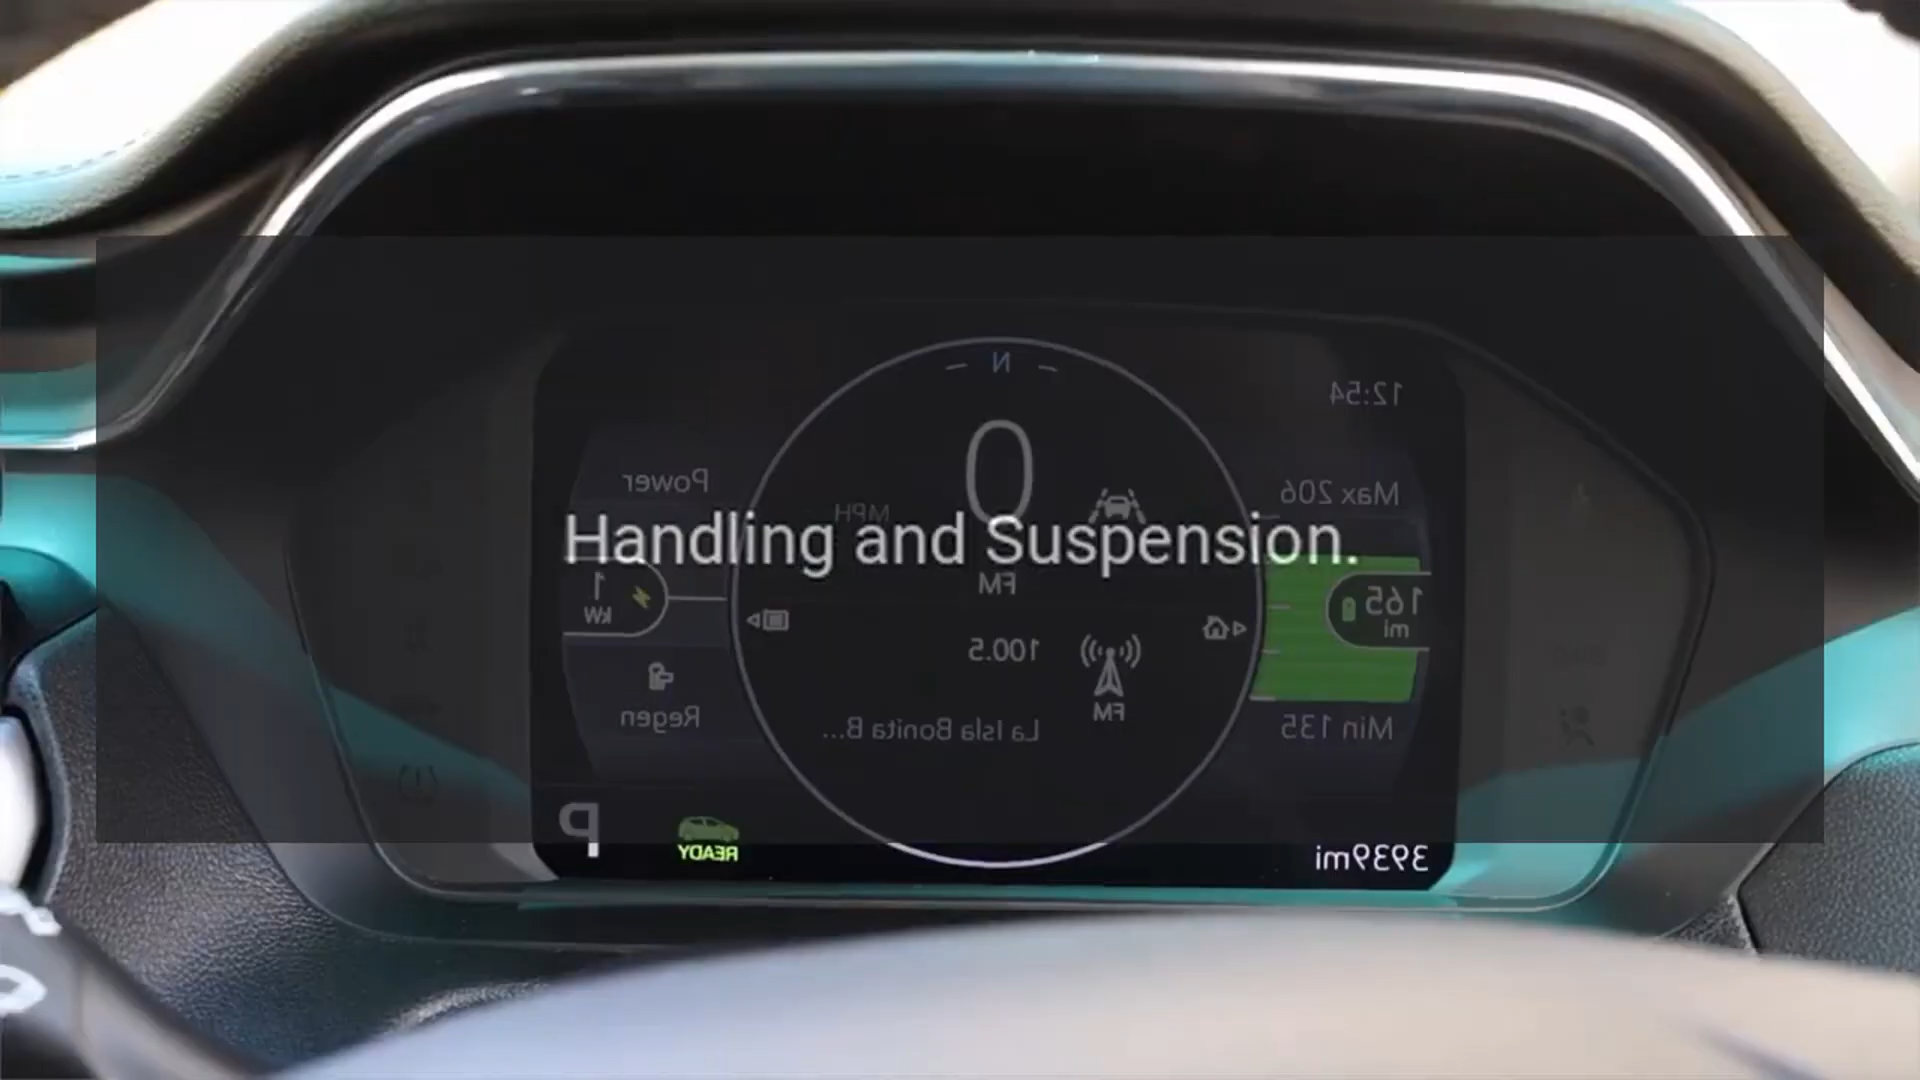 N
12:54
0
Power
Max 206
MPH
Handling and Suspension.
FM
1
kW
165
mi
100.5
FM
Regen
La Isla Bonita B...
Min 135
P
READY
3939mi